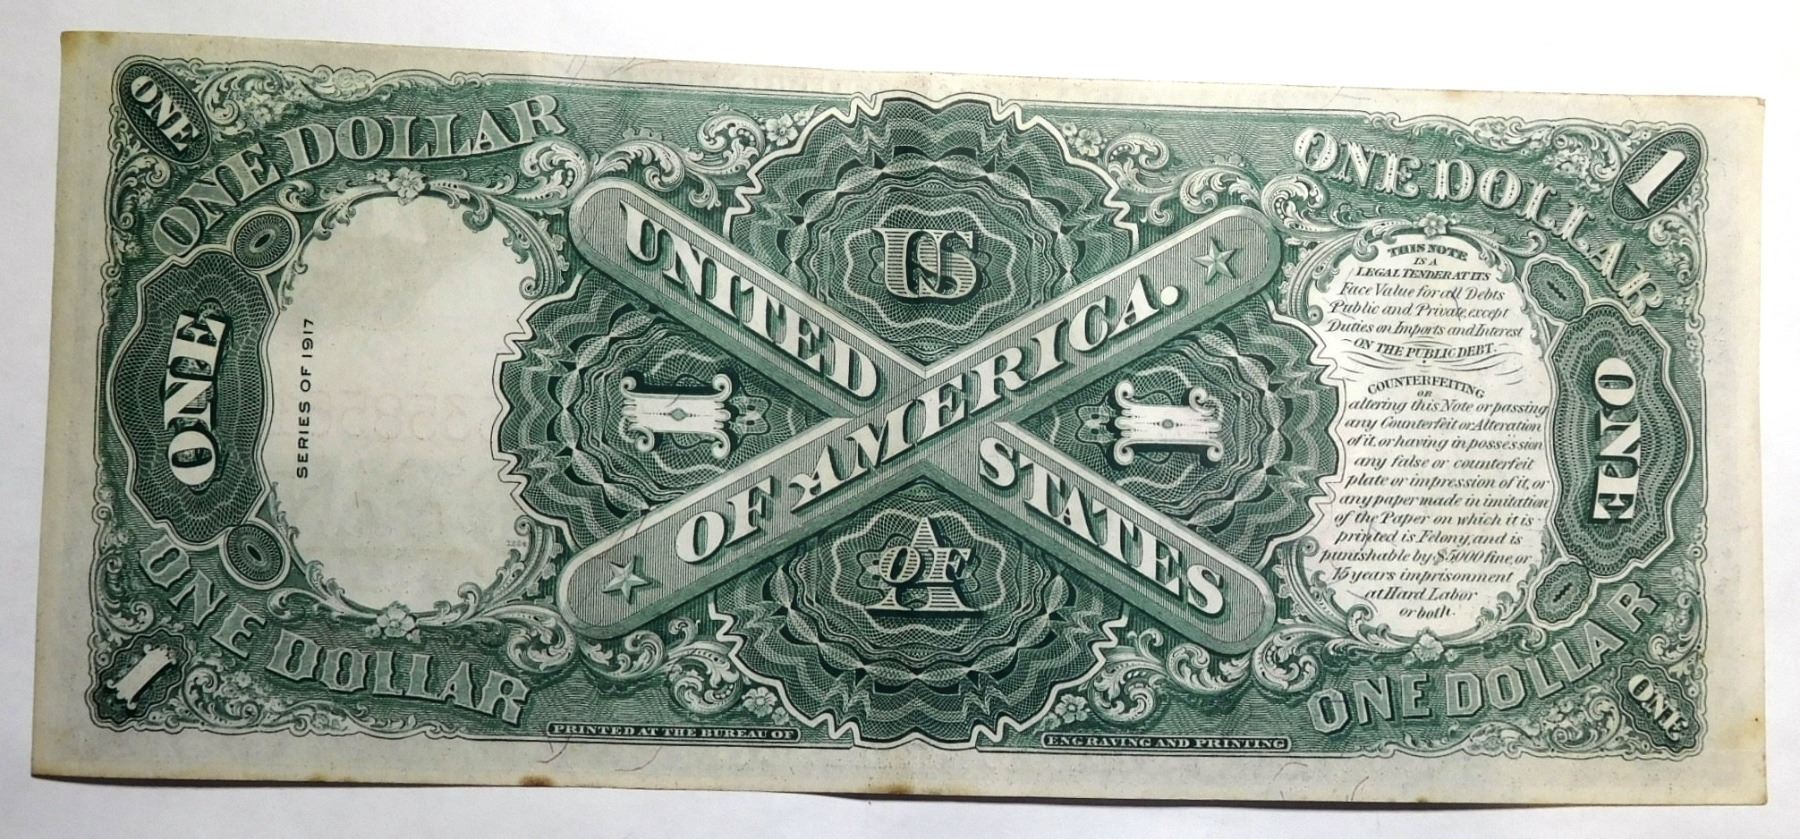 ONE
ONE DOLLAR
ONE DOLLAR
1
US
UNITED
STATES
OF AMERICA.
ONE
SERIES OF 1917
1
1
ONE
THIS NOTE
IS A
LEGAL TENDER AT ITS
Face Value for all Debts
Public and Private, except
Duties on Imports and Interest
ON THE PUBLIC DEBT.
COUNTERFEITING
OR
altering this Note or passing
any Counterfeit or Alteration
of it, or having in possession
any false or counterfeit
plate or impression of it, or
any paper made in imitation
of the Paper on which it is
printed is Felony, and is
punishable by $5000 fine, or
15 years imprisonment
at Hard Labor
or both.
OF
A
ONE DOLLAR
1
PRINTED AT THE BUREAU OF
ENGRAVING AND PRINTING
ONE DOLLAR
ONE